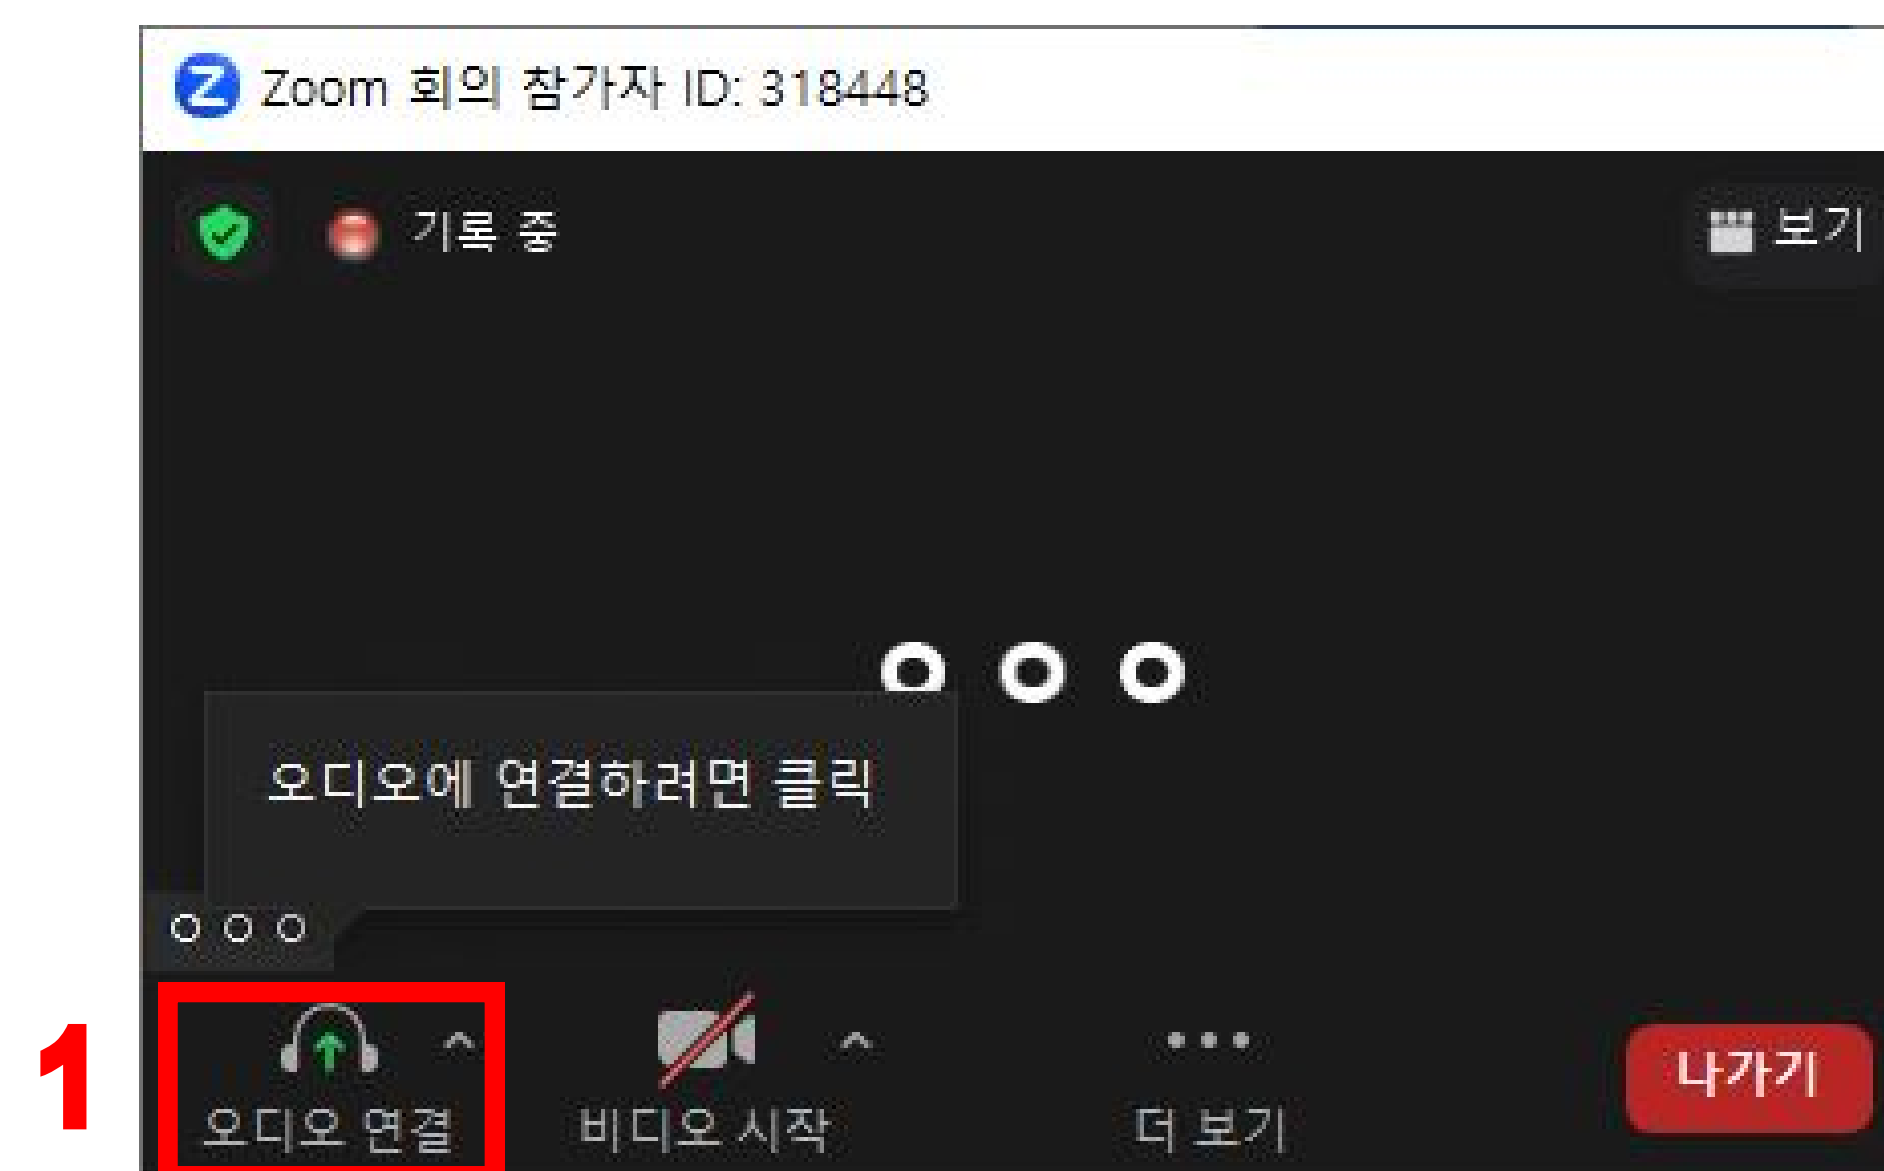 Zoom 회의 참가자 ID: 318448
기록 중
보기
ㅇㅇㅇ
오디오에 연결하려면 클릭
ㅇㅇㅇ
1
오디오 연결
비디오 시작
더 보기
나가기